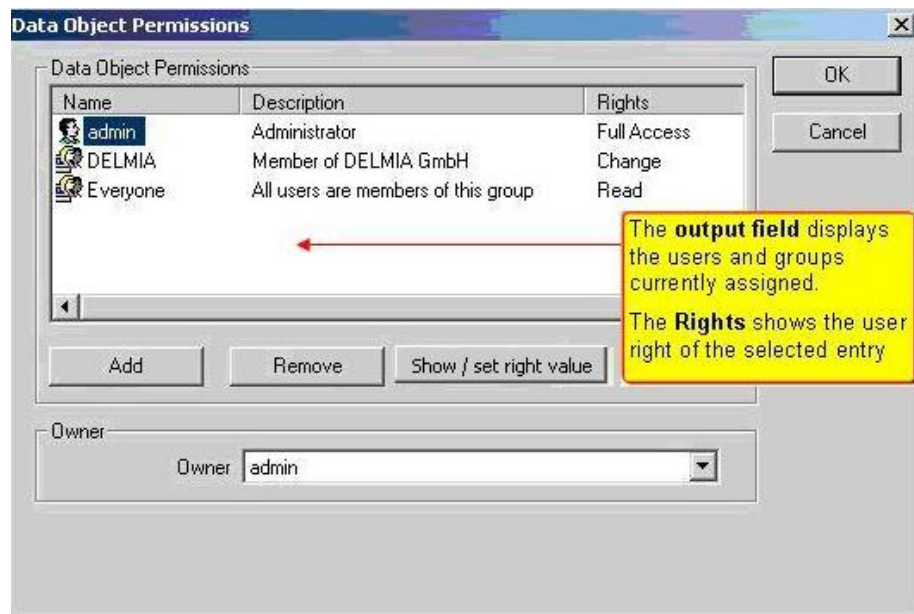 Data Object Permissions
Data Object Permissions
OK
Cancel
Name Description Rights
admin Administrator Full Access
DELMIA Member of DELMIA GmbH Change
Everyone All users are members of this group Read
The output field displays
the users and groups
currently assigned.
The Rights shows the user
right of the selected entry
Add Remove Show / set right value
Owner
Owner admin